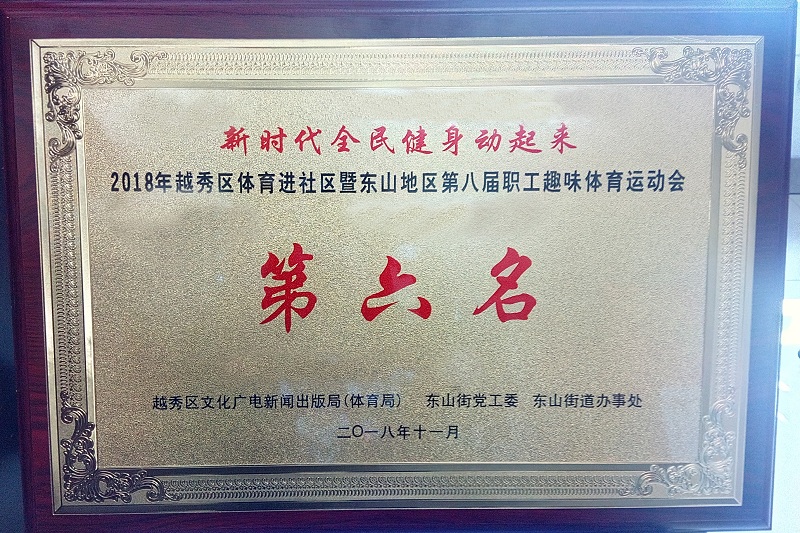 新时代全民健身动起来
2018年越秀区体育进社区暨东山地区第八届职工趣味体育运动会
第六名
越秀区文化广电新闻出版局(体育局) 东山街党工委 东山街道办事处
二〇一八年十一月